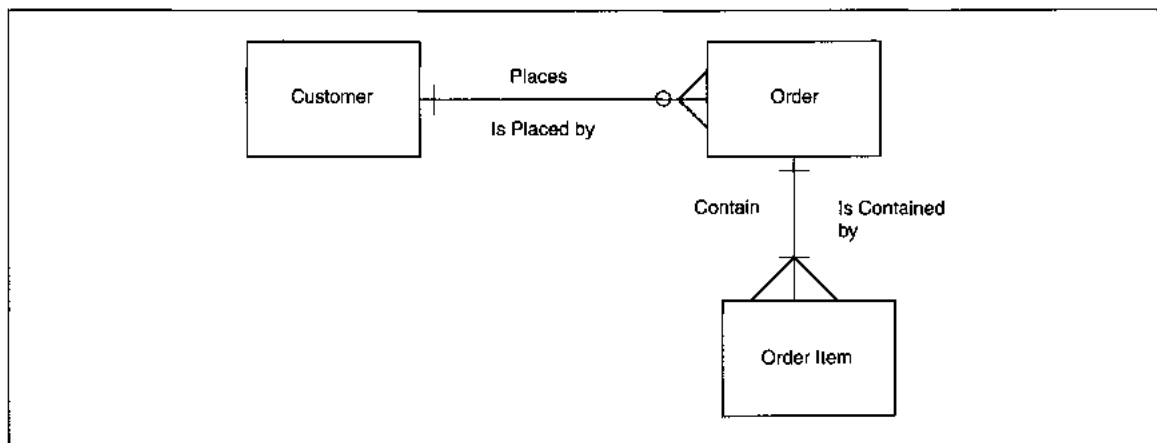 Places
Customer
Order
Is Placed by
Contain
Is Contained
by
Order Item